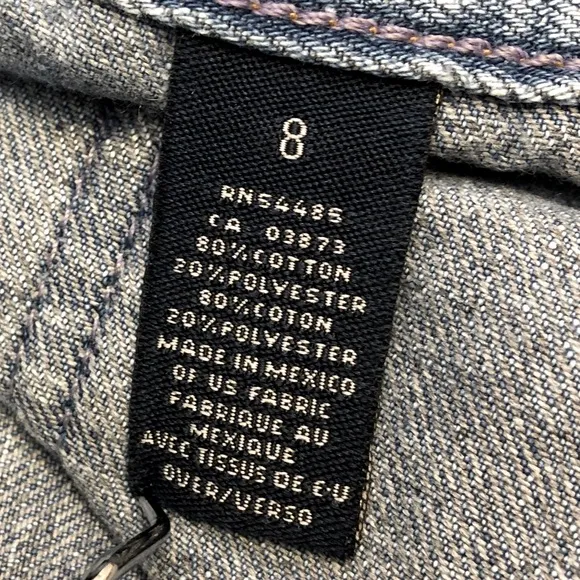 8
RN54485
CA 03873
80%COTTON
20%POLYESTER
80%COTON
20%POLYESTER
MADE IN MEXICO
OF US FABRIC
FABRIQUE AU
MEXIQUE
AVEC TISSUS DE E·U
OVER/VERSO